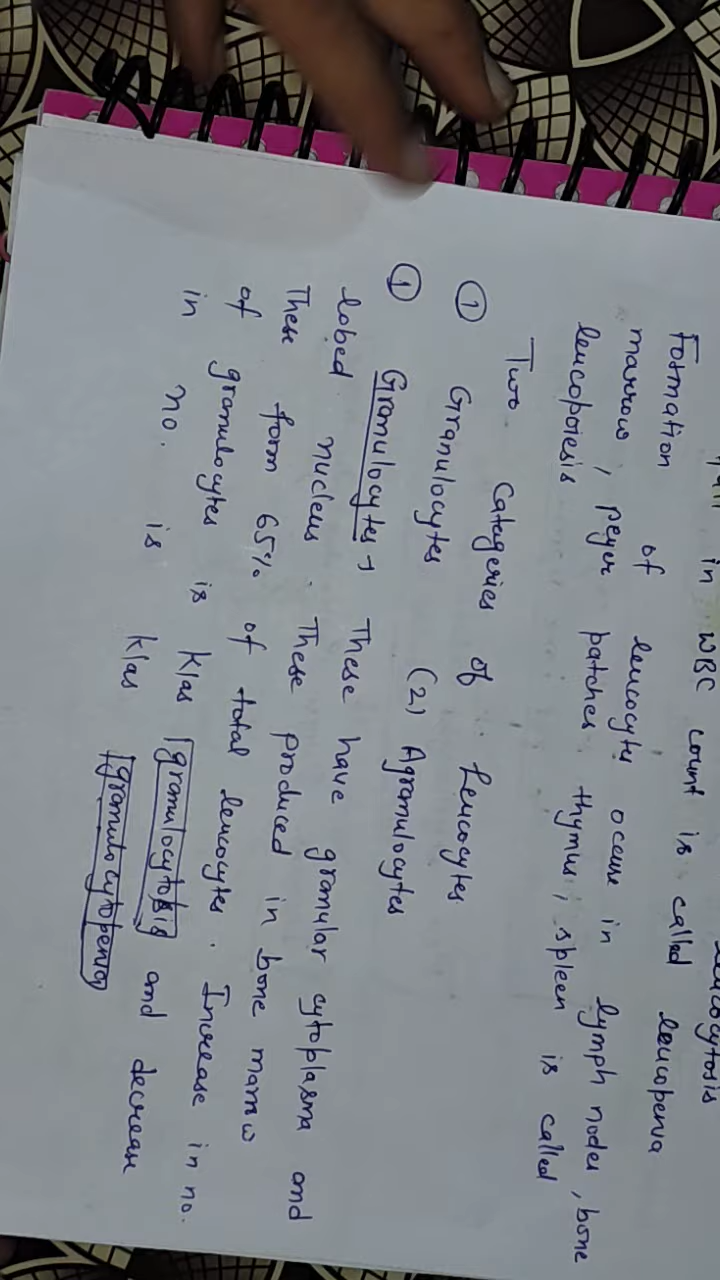 Leucocytosis
Fall in WBC count is called leucopenia
Formation of leucocyte occure in lymph nodes, bone
marrow, peyer patches thymus, spleen is called
leucopoiesis
Two Categeries of Leucocytes
① Granulocytes (2) Agranulocytes
① Granulocytes → These have granular cytoplasma and
lobed nucleus. These produced in bone marrow
These form 65% of total leucocytes. Increase in no.
of granulocytes is k/as granulocytosis and decrease
in no. is k/as granulocytopenia